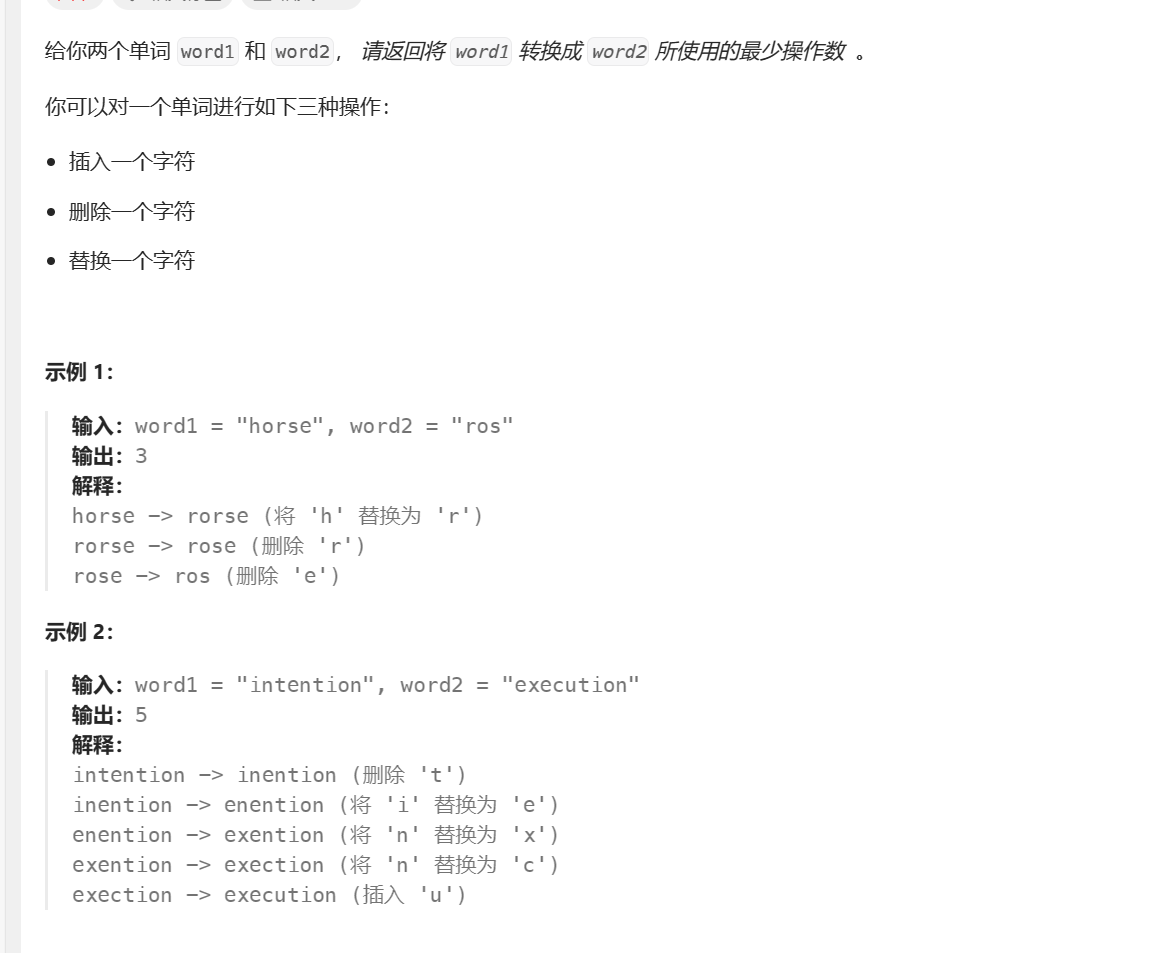 给你两个单词 word1 和 word2， 请返回将 word1 转换成 word2 所使用的最少操作数 。
你可以对一个单词进行如下三种操作：
• 插入一个字符
• 删除一个字符
• 替换一个字符
示例 1：
输入：word1 = "horse", word2 = "ros"
输出：3
解释：
horse -> rorse (将 'h' 替换为 'r')
rorse -> rose (删除 'r')
rose -> ros (删除 'e')
示例 2：
输入：word1 = "intention", word2 = "execution"
输出：5
解释：
intention -> inention (删除 't')
inention -> enention (将 'i' 替换为 'e')
enention -> exention (将 'n' 替换为 'x')
exention -> exection (将 'n' 替换为 'c')
exection -> execution (插入 'u')